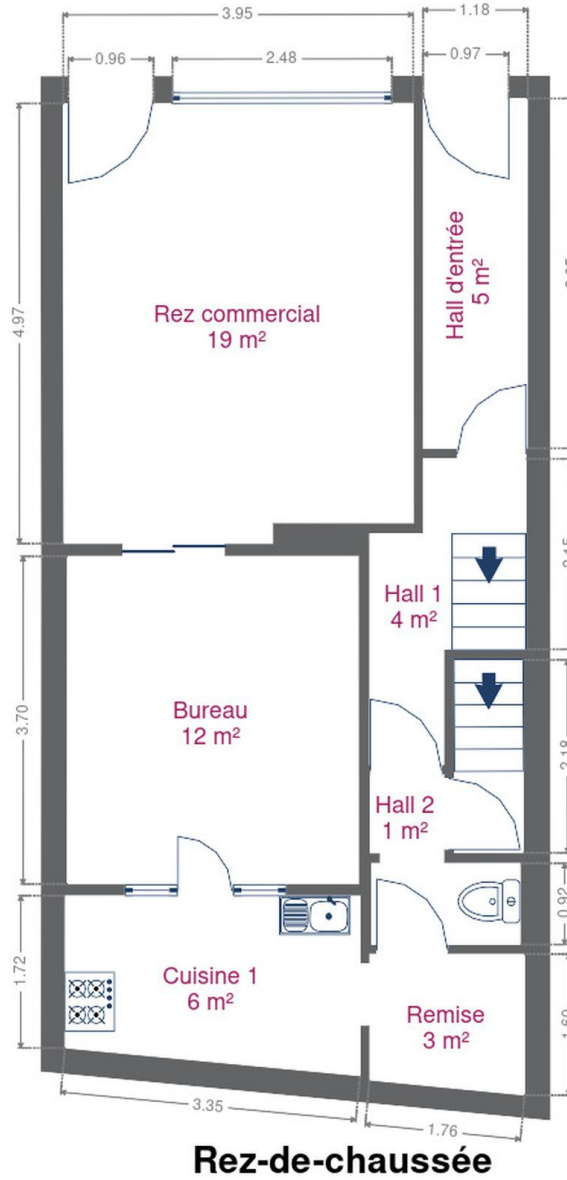 3.95
1.18
0.96
2.48
0.97
4.97
Rez commercial
19 m²
Hall d'entrée
5 m²
Hall 1
4 m²
3.70
Bureau
12 m²
2.18
Hall 2
1 m²
0.92
1.72
Cuisine 1
6 m²
Remise
3 m²
3.35
1.76
Rez-de-chaussée